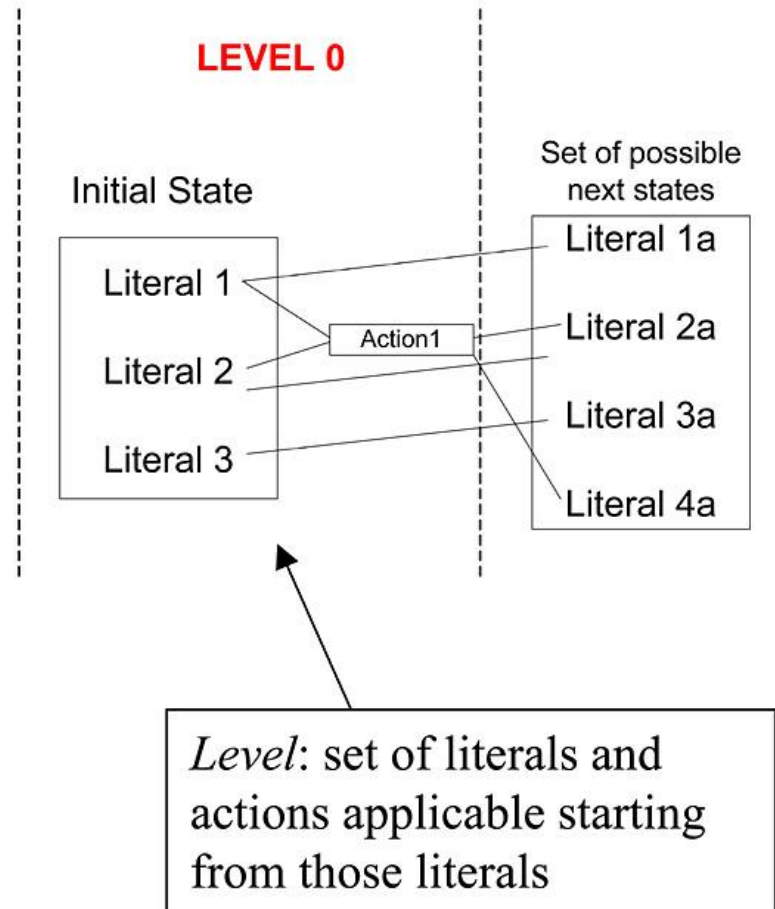 LEVEL 0
Initial State
Set of possible
next states
Literal 1
Literal 2
Literal 3
Action1
Literal 1a
Literal 2a
Literal 3a
Literal 4a
Level: set of literals and
actions applicable starting
from those literals